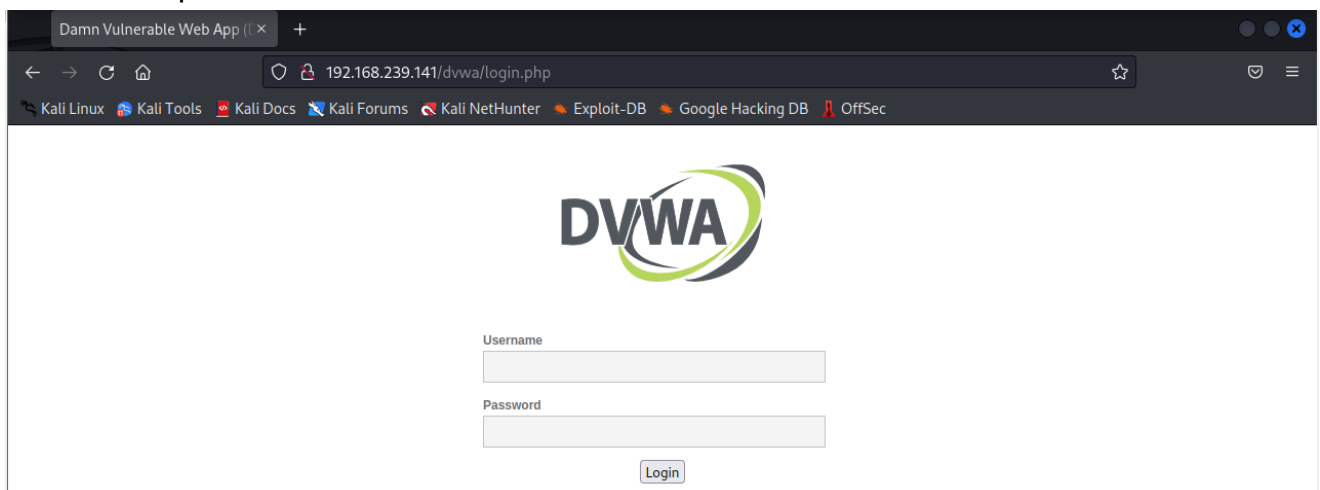 Damn Vulnerable Web App (D
192.168.239.141/dvwa/login.php
Kali Linux Kali Tools Kali Docs Kali Forums Kali NetHunter Exploit-DB Google Hacking DB OffSec
DVWA
Username
Password
Login